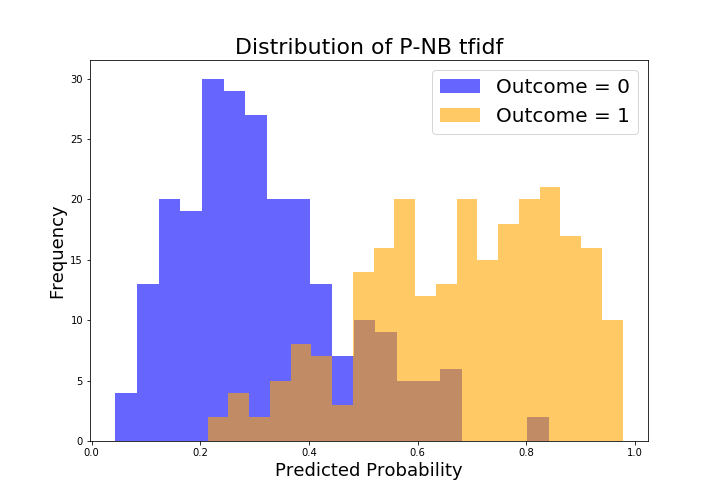 Distribution of P-NB tfidf
Outcome = 0
Outcome = 1
Frequency
30
25
20
15
10
5
0
0.0
0.2
0.4
0.6
0.8
1.0
Predicted Probability